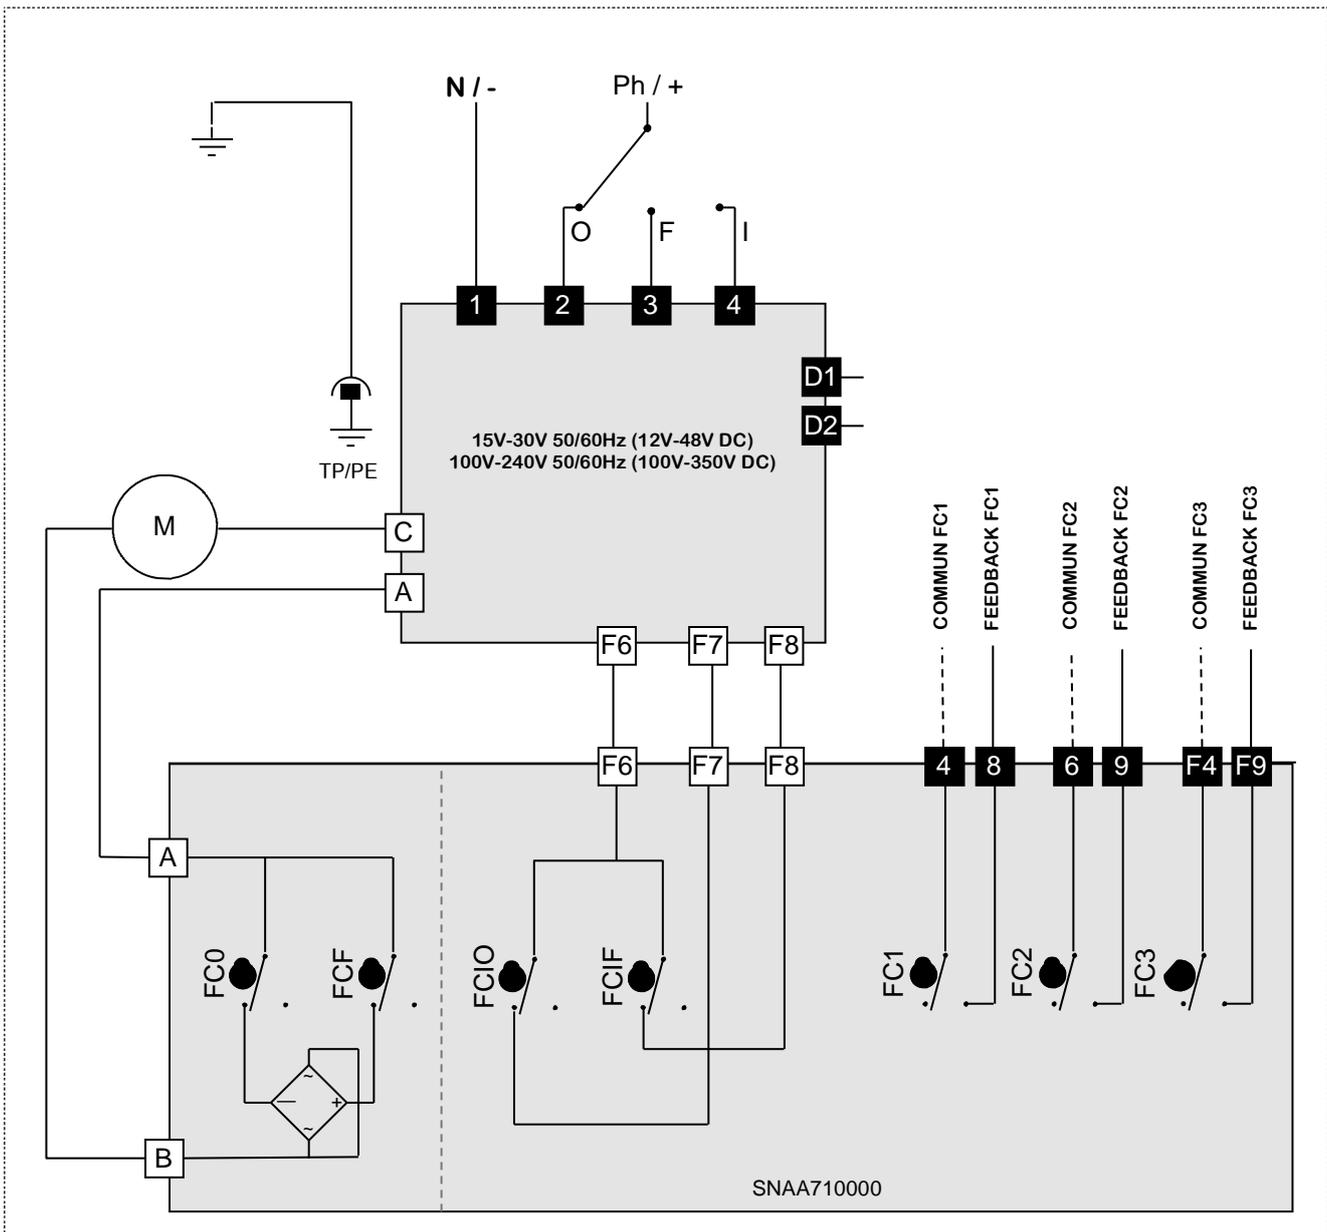 N / -
Ph / +
O
F
I
1
2
3
4
D1
D2
15V-30V 50/60Hz (12V-48V DC)
100V-240V 50/60Hz (100V-350V DC)
TP/PE
M
C
A
COMMUN FC1
FEEDBACK FC1
COMMUN FC2
FEEDBACK FC2
COMMUN FC3
FEEDBACK FC3
F6
F7
F8
F6
F7
F8
4
8
6
9
F4
F9
A
FC0
FCF
FCIO
FCIF
FC1
FC2
FC3
~
—
+
~
B
SNAA710000